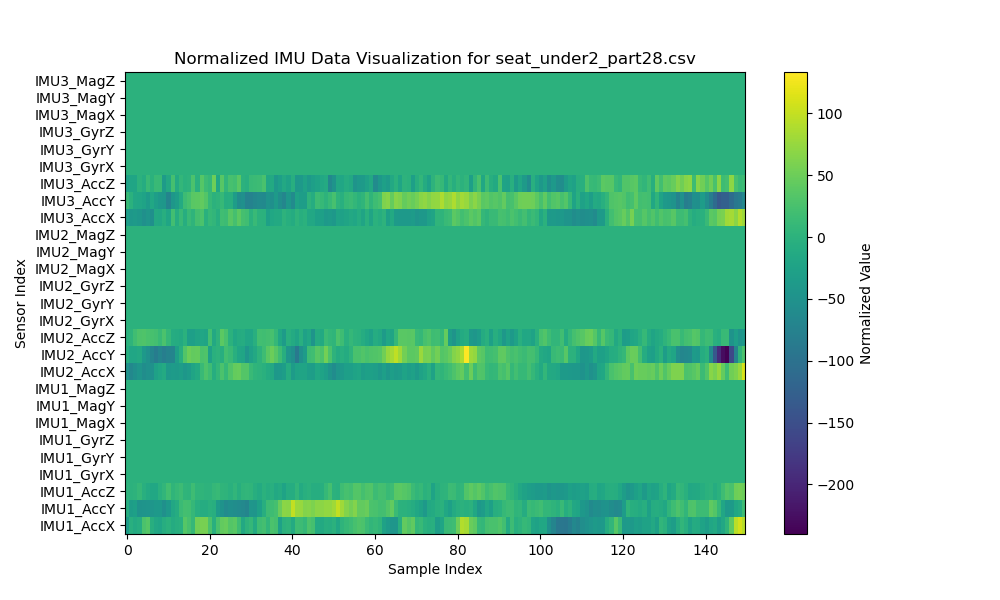 Normalized IMU Data Visualization for seat_under2_part28.csv
IMU3_MagZ
IMU3_MagY
IMU3_MagX
IMU3_GyrZ
IMU3_GyrY
IMU3_GyrX
IMU3_AccZ
IMU3_AccY
IMU3_AccX
IMU2_MagZ
IMU2_MagY
IMU2_MagX
IMU2_GyrZ
IMU2_GyrY
IMU2_GyrX
IMU2_AccZ
IMU2_AccY
IMU2_AccX
IMU1_MagZ
IMU1_MagY
IMU1_MagX
IMU1_GyrZ
IMU1_GyrY
IMU1_GyrX
IMU1_AccZ
IMU1_AccY
IMU1_AccX
Sensor Index
0 20 40 60 80 100 120 140
Sample Index
100
50
0
−50
−100
−150
−200
Normalized Value